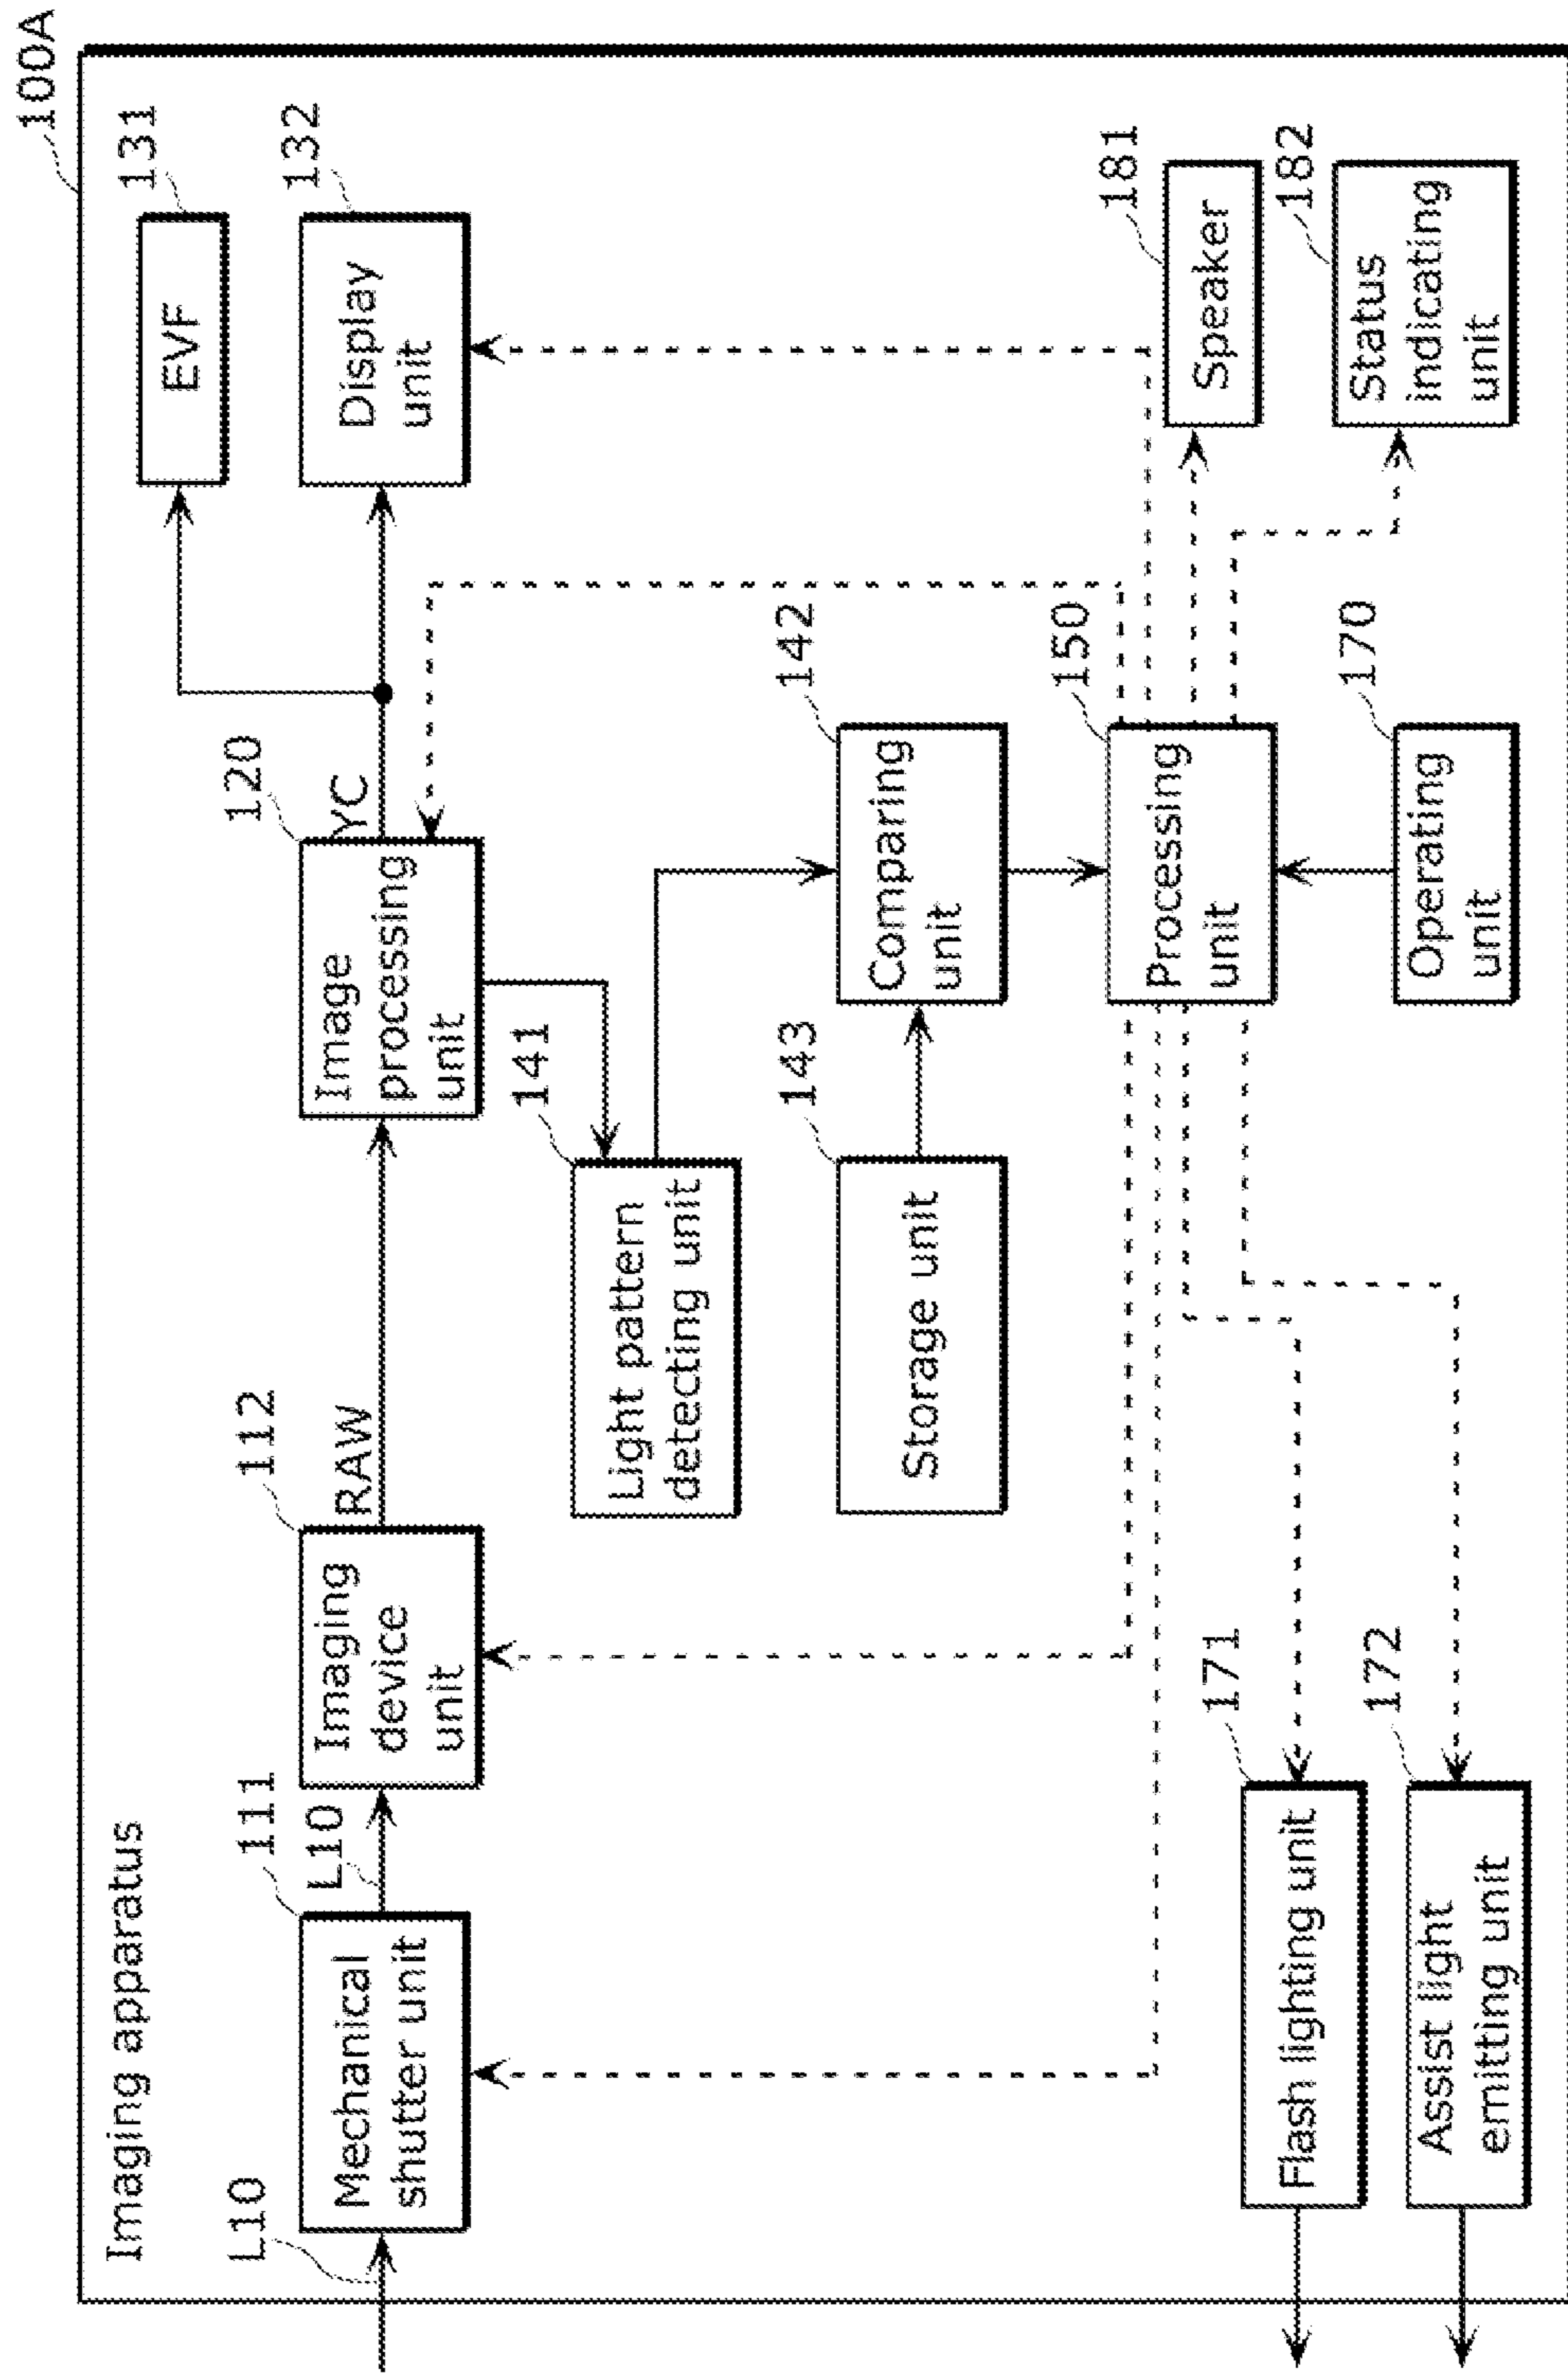 100A
Imaging apparatus
L10
111
Mechanical
shutter unit
L10
112
Imaging
device
unit
RAW
120
Image
processing
unit
YC
131
EVF
132
Display
unit
141
Light pattern
detecting unit
142
Comparing
unit
143
Storage unit
150
Processing
unit
170
Operating
unit
171
Flash lighting unit
172
Assist light
emitting unit
181
Speaker
182
Status
indicating
unit